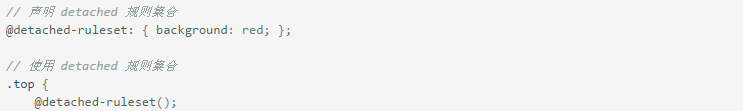 // 声明 detached 规则集合
@detached-ruleset: { background: red; };
// 使用 detached 规则集合
.top {
    @detached-ruleset();